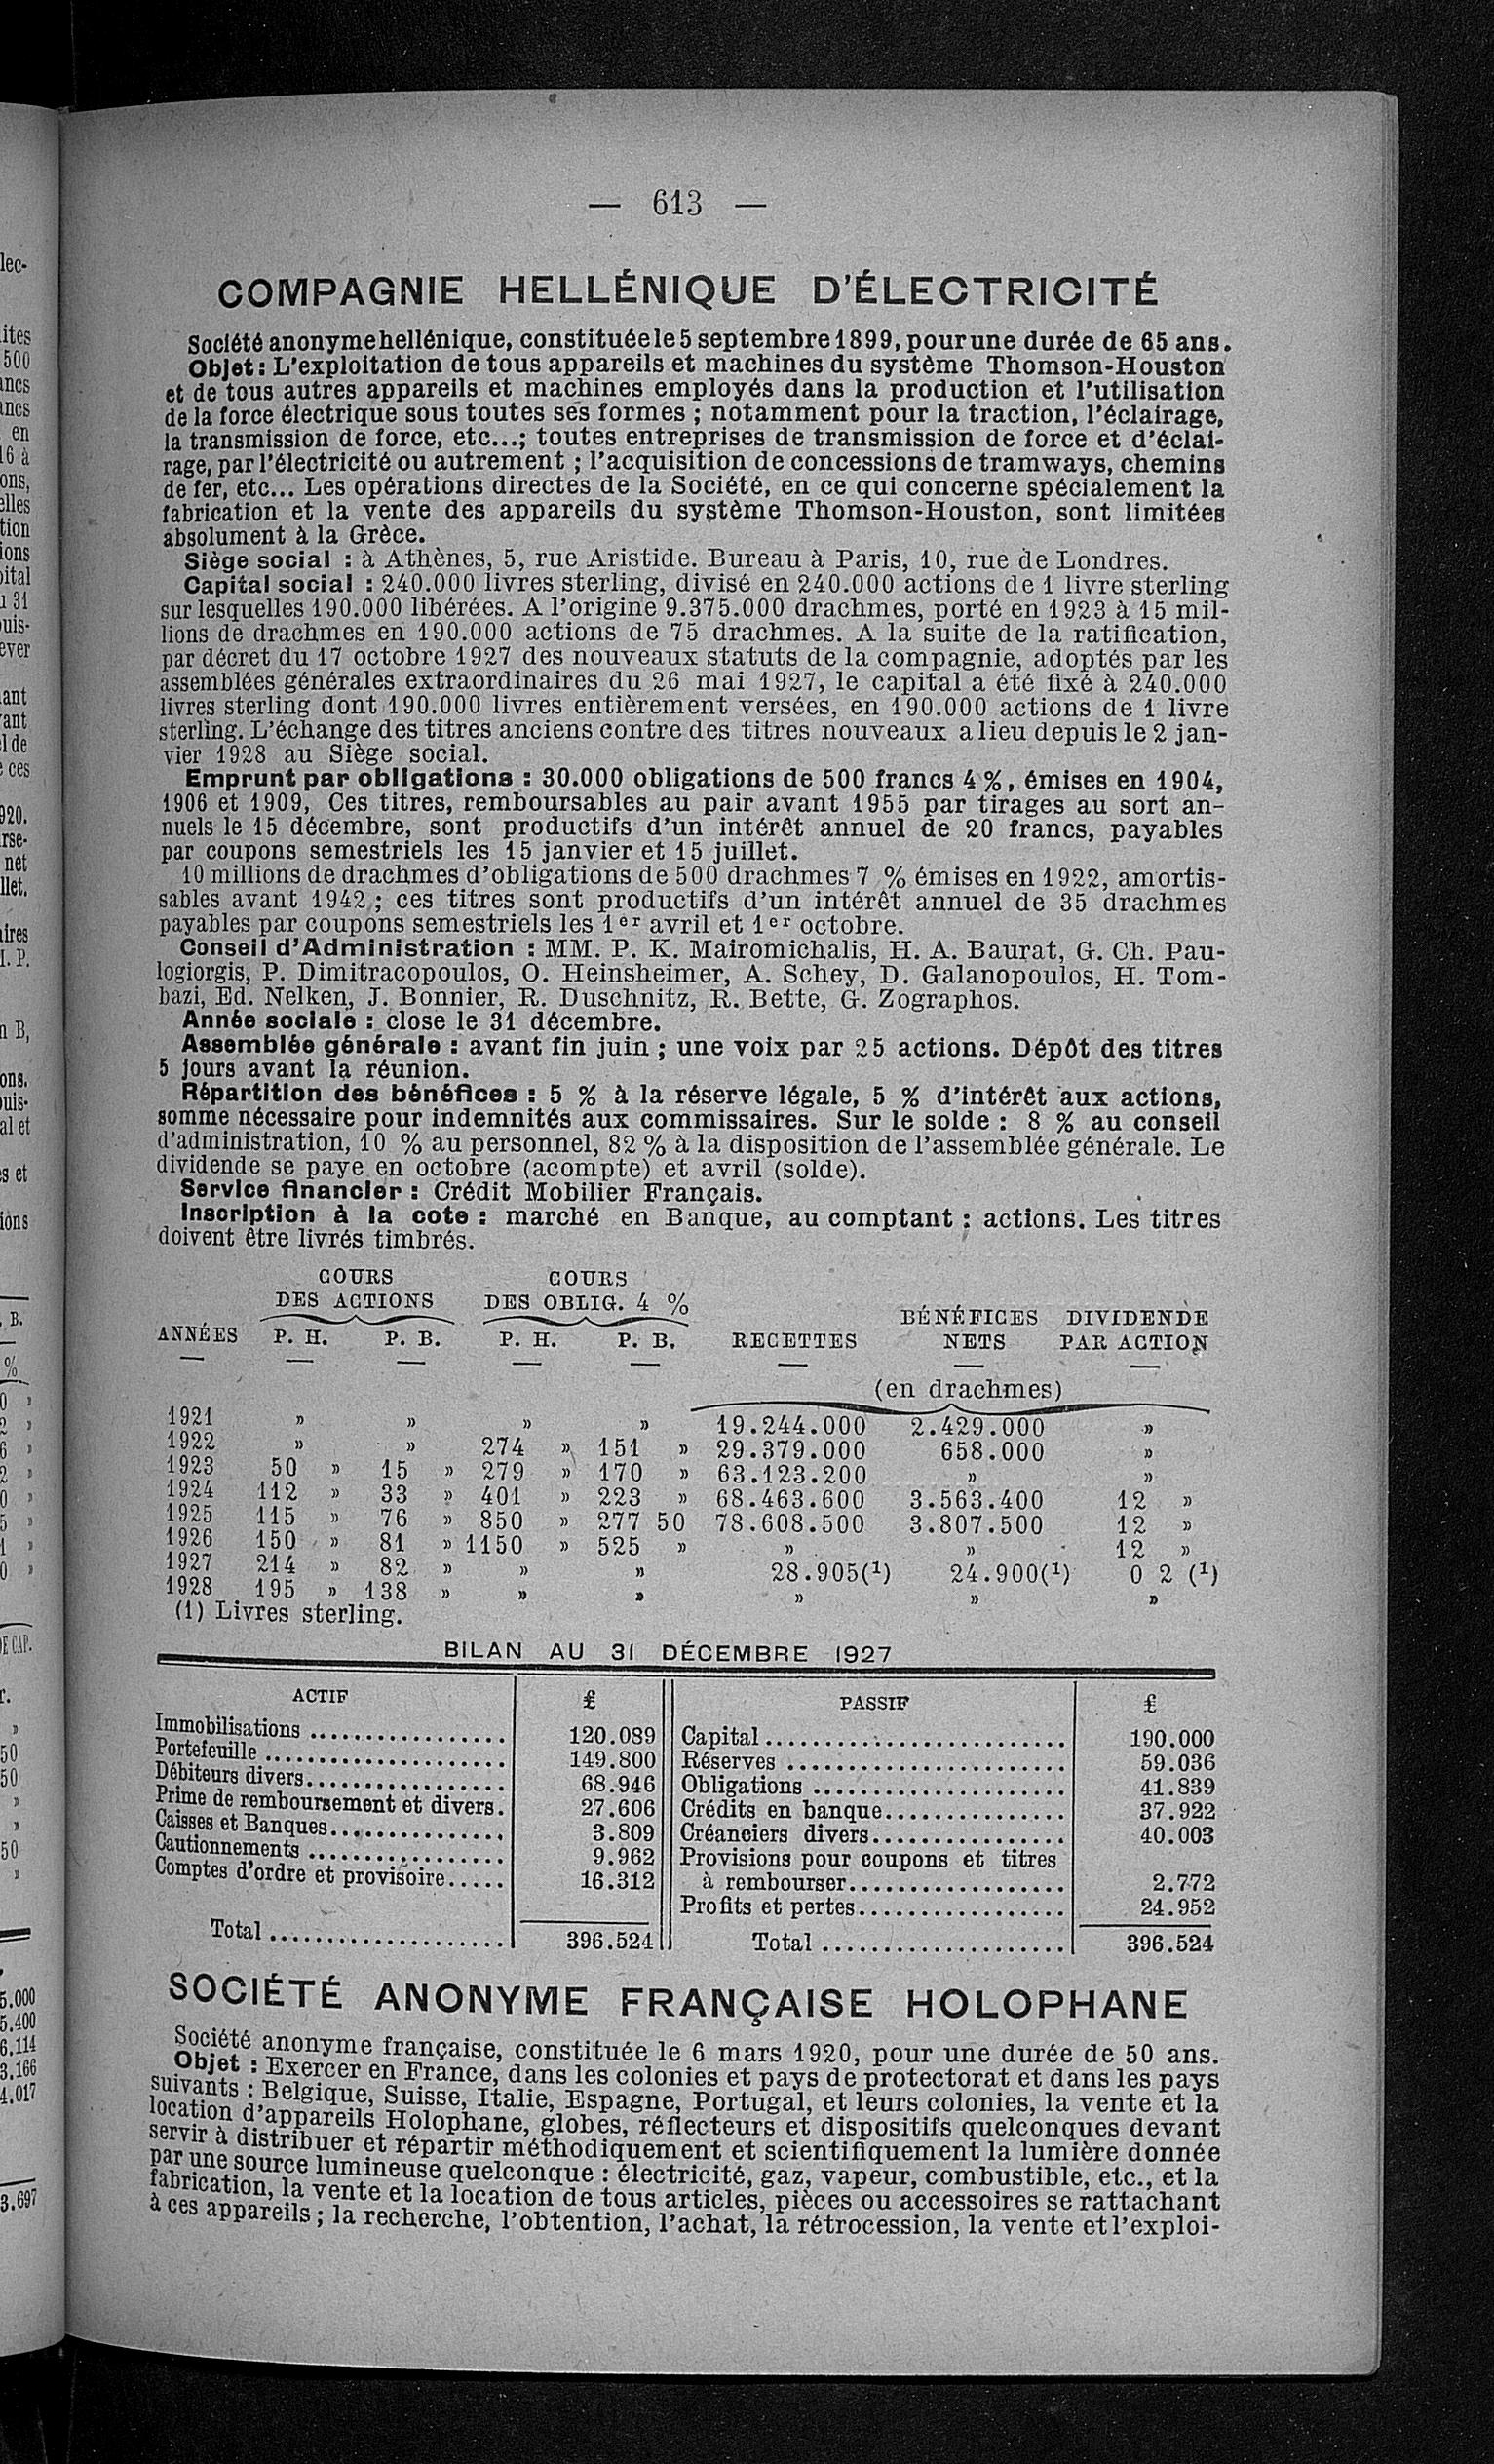 — 613 —
COMPAGNIE HELLÉNIQUE D'ÉLECTRICITÉ
Société anonyme hellénique, constituée le 5 septembre 1899, pour une durée de 65 ans.
Objet : L'exploitation de tous appareils et machines du système Thomson-Houston
et de tous autres appareils et machines employés dans la production et l'utilisation
de la force électrique sous toutes ses formes ; notamment pour la traction, l'éclairage,
la transmission de force, etc...; toutes entreprises de transmission de force et d'éclai-
rage, par l'électricité ou autrement ; l'acquisition de concessions de tramways, chemins
de fer, etc... Les opérations directes de la Société, en ce qui concerne spécialement la
fabrication et la vente des appareils du système Thomson-Houston, sont limitées
absolument à la Grèce.
Siège social : à Athènes, 5, rue Aristide. Bureau à Paris, 10, rue de Londres.
Capital social : 240.000 livres sterling, divisé en 240.000 actions de 1 livre sterling
sur lesquelles 190.000 libérées. A l'origine 9.375.000 drachmes, porté en 1923 à 15 mil-
lions de drachmes en 190.000 actions de 75 drachmes. A la suite de la ratification,
par décret du 17 octobre 1927 des nouveaux statuts de la compagnie, adoptés par les
assemblées générales extraordinaires du 26 mai 1927, le capital a été fixé à 240.000
livres sterling dont 190.000 livres entièrement versées, en 190.000 actions de 1 livre
sterling. L'échange des titres anciens contre des titres nouveaux a lieu depuis le 2 jan-
vier 1928 au Siège social.
Emprunt par obligations : 30.000 obligations de 500 francs 4 %, émises en 1904,
1906 et 1909, Ces titres, remboursables au pair avant 1955 par tirages au sort an-
nuels le 15 décembre, sont productifs d'un intérêt annuel de 20 francs, payables
par coupons semestriels les 15 janvier et 15 juillet.
10 millions de drachmes d'obligations de 500 drachmes 7 % émises en 1922, amortis-
sables avant 1942 ; ces titres sont productifs d'un intérêt annuel de 35 drachmes
payables par coupons semestriels les 1er avril et 1er octobre.
Conseil d'Administration : MM. P. K. Mairomichalis, H. A. Baurat, G. Ch. Pau-
logiorgis, P. Dimitracopoulos, O. Heinsheimer, A. Schey, D. Galanopoulos, H. Tom-
bazi, Ed. Nelken, J. Bonnier, R. Duschnitz, R. Bette, G. Zographos.
Année sociale : close le 31 décembre.
Assemblée générale : avant fin juin ; une voix par 25 actions. Dépôt des titres
5 jours avant la réunion.
Répartition des bénéfices : 5 % à la réserve légale, 5 % d'intérêt aux actions,
somme nécessaire pour indemnités aux commissaires. Sur le solde : 8 % au conseil
d'administration, 10 % au personnel, 82 % à la disposition de l'assemblée générale. Le
dividende se paye en octobre (acompte) et avril (solde).
Service financier : Crédit Mobilier Français.
Inscription à la cote : marché en Banque, au comptant : actions. Les titres
doivent être livrés timbrés.
COURS COURS
DES ACTIONS DES OBLIG. 4 % BÉNÉFICES DIVIDENDE
ANNÉES P. H. P. B. P. H. P. B. RECETTES NETS PAR ACTION
(en drachmes)
1921 » » » » 19.244.000 2.429.000 »
1922 » » 274 » 151 » 29.379.000 658.000 »
1923 50 » 15 » 279 » 170 » 63.123.200 » »
1924 112 » 33 » 401 » 223 » 68.463.600 3.563.400 12 »
1925 115 » 76 » 850 » 277 50 78.608.500 3.807.500 12 »
1926 150 » 81 » 1150 » 525 » » » 12 »
1927 214 » 82 » » » 28.905(1) 24.900(1) 0 2 (1)
1928 195 » 138 » » » » » »
(1) Livres sterling.
BILAN AU 31 DÉCEMBRE 1927
ACTIF £ PASSIF £
Immobilisations ................. 120.089 Capital .......................... 190.000
Portefeuille ..................... 149.800 Réserves ........................ 59.036
Débiteurs divers................. 68.946 Obligations ...................... 41.839
Prime de remboursement et divers. 27.606 Crédits en banque............... 37.922
Caisses et Banques............... 3.809 Créanciers divers................ 40.003
Cautionnements ................. 9.962 Provisions pour coupons et titres
Comptes d'ordre et provisoire..... 16.312 à rembourser.................. 2.772
Profits et pertes................. 24.952
Total .................... 396.524 Total .................... 396.524
SOCIÉTÉ ANONYME FRANÇAISE HOLOPHANE
Société anonyme française, constituée le 6 mars 1920, pour une durée de 50 ans.
Objet : Exercer en France, dans les colonies et pays de protectorat et dans les pays
suivants : Belgique, Suisse, Italie, Espagne, Portugal, et leurs colonies, la vente et la
location d'appareils Holophane, globes, réflecteurs et dispositifs quelconques devant
servir à distribuer et répartir méthodiquement et scientifiquement la lumière donnée
par une source lumineuse quelconque : électricité, gaz, vapeur, combustible, etc., et la
fabrication, la vente et la location de tous articles, pièces ou accessoires se rattachant
à ces appareils ; la recherche, l'obtention, l'achat, la rétrocession, la vente et l'exploi-